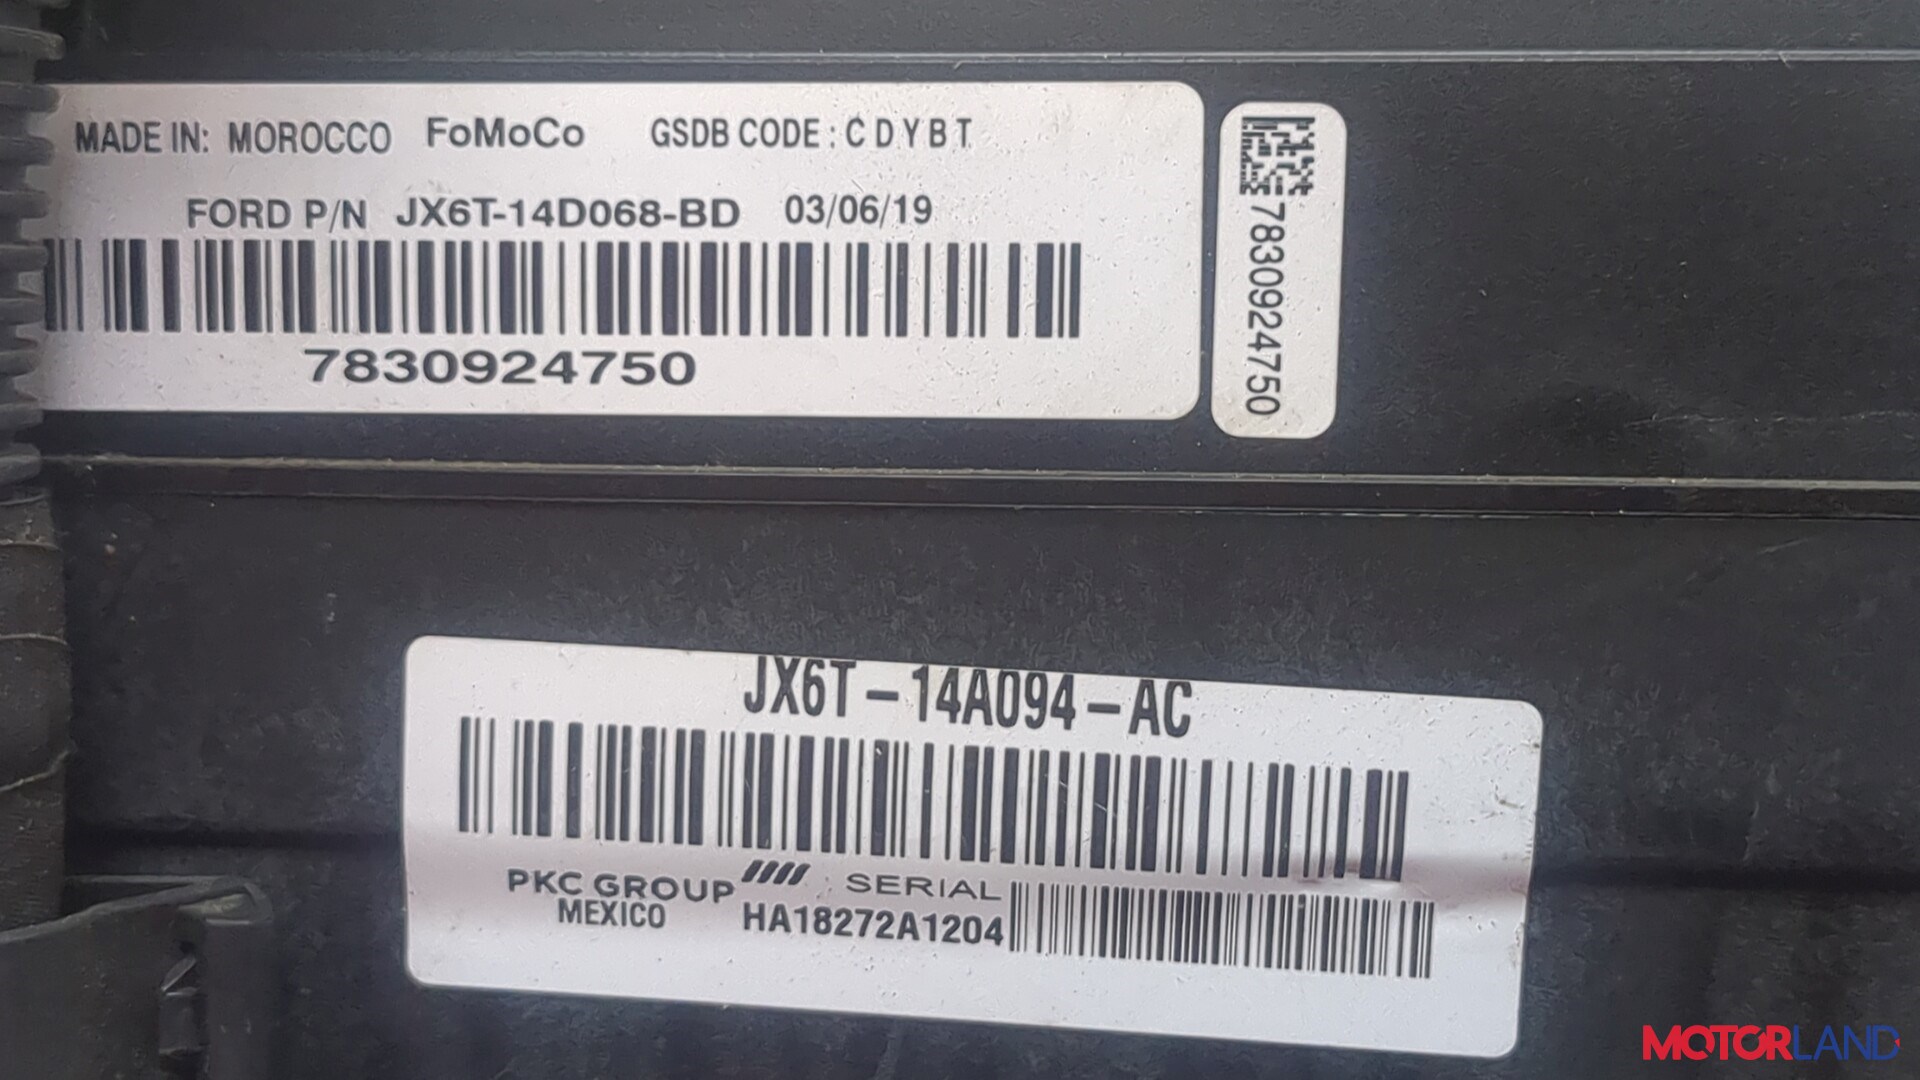 MADE IN: MOROCCO FoMoCo GSDB CODE : C D Y B T
FORD P/N JX6T-14D068-BD 03/06/19
7830924750
7830924750
JX6T-14A094-AC
PKC GROUP SERIAL
MEXICO HA18272A1204
MOTORLAND